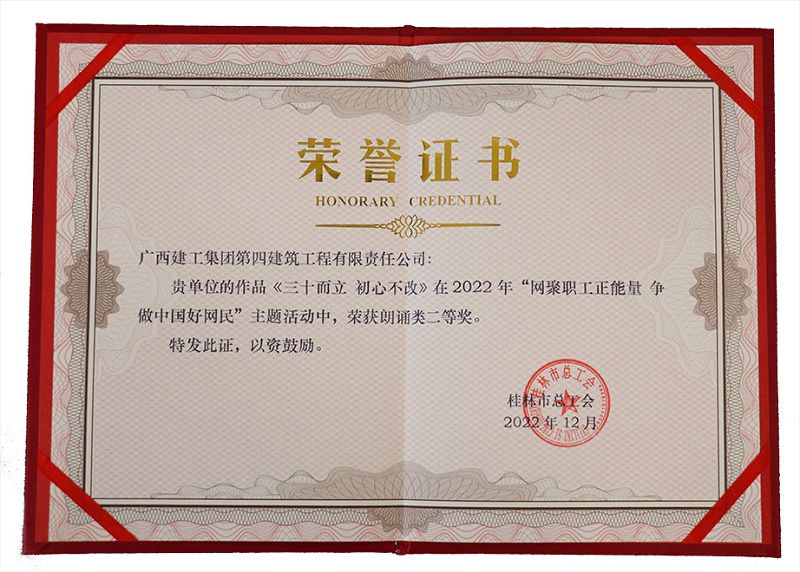 荣誉证书
HONORARY CREDENTIAL
广西建工集团第四建筑工程有限责任公司:
贵单位的作品《三十而立 初心不改》在2022年“网聚职工正能量 争
做中国好网民”主题活动中，荣获朗诵类二等奖。
特发此证，以资鼓励。
桂林市总工会
桂林市总工会
2022年12月